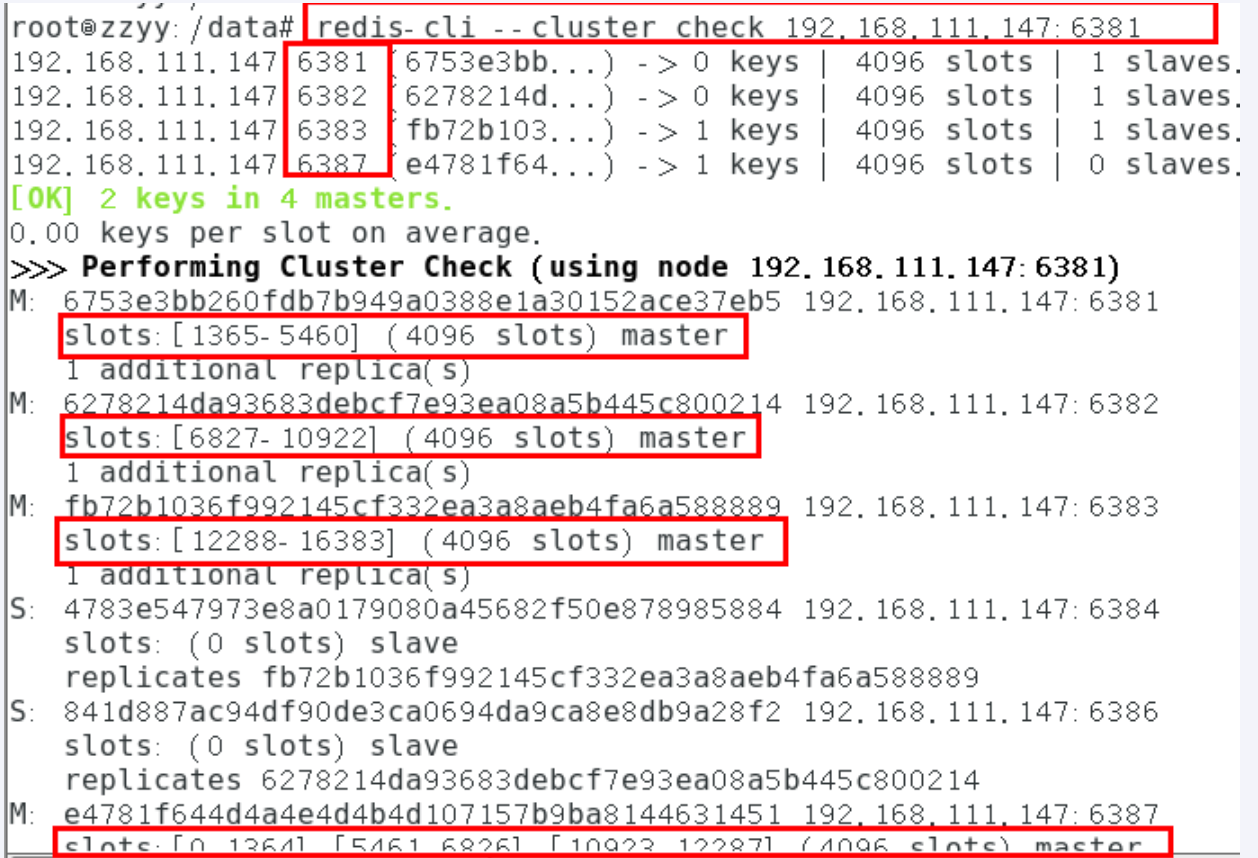 root@zzyy:/data# redis-cli --cluster check 192.168.111.147:6381
192.168.111.147:6381 (6753e3bb...) -> 0 keys | 4096 slots | 1 slaves.
192.168.111.147:6382 (6278214d...) -> 0 keys | 4096 slots | 1 slaves.
192.168.111.147:6383 (fb72b103...) -> 1 keys | 4096 slots | 1 slaves.
192.168.111.147:6387 (e4781f64...) -> 1 keys | 4096 slots | 0 slaves.
[OK] 2 keys in 4 masters.
0.00 keys per slot on average.
>>> Performing Cluster Check (using node 192.168.111.147:6381)
M: 6753e3bb260fdb7b949a0388e1a30152ace37eb5 192.168.111.147:6381
slots:[1365-5460] (4096 slots) master
1 additional replica(s)
M: 6278214da93683debcf7e93ea08a5b445c800214 192.168.111.147:6382
slots:[6827-10922] (4096 slots) master
1 additional replica(s)
M: fb72b1036f992145cf332ea3a8aeb4fa6a588889 192.168.111.147:6383
slots:[12288-16383] (4096 slots) master
1 additional replica(s)
S: 4783e547973e8a0179080a45682f50e878985884 192.168.111.147:6384
slots: (0 slots) slave
replicates fb72b1036f992145cf332ea3a8aeb4fa6a588889
S: 841d887ac94df90de3ca0694da9ca8e8db9a28f2 192.168.111.147:6386
slots: (0 slots) slave
replicates 6278214da93683debcf7e93ea08a5b445c800214
M: e4781f644d4a4e4d4b4d107157b9ba8144631451 192.168.111.147:6387
slots:[0-1364],[5461-6826],[10923-12287] (4096 slots) master